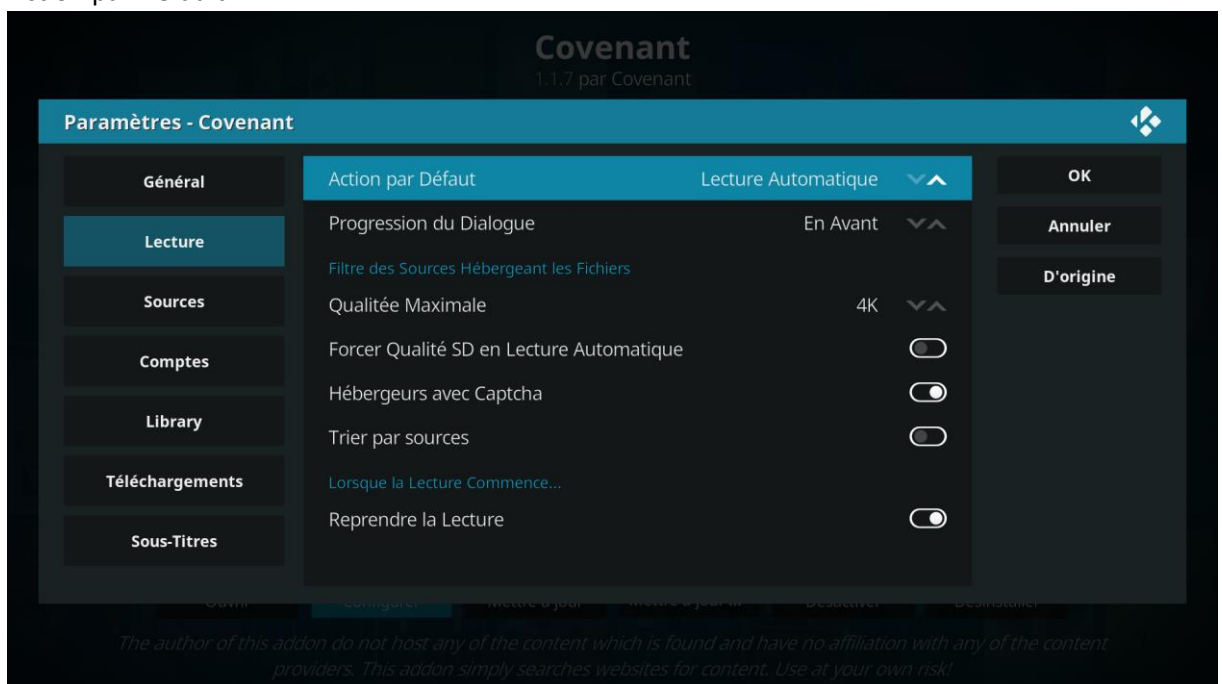 Covenant
1.1.7 par Covenant
Paramètres - Covenant
Général
Lecture
Sources
Comptes
Library
Téléchargements
Sous-Titres
Action par Défaut Lecture Automatique
Progression du Dialogue En Avant
Filtre des Sources Hébergeant les Fichiers
Qualitée Maximale 4K
Forcer Qualité SD en Lecture Automatique
Hébergeurs avec Captcha
Trier par sources
Lorsque la Lecture Commence...
Reprendre la Lecture
OK
Annuler
D'origine
The author of this addon do not host any of the content which is found and have no affiliation with any of the content
providers. This addon simply searches websites for content. Use at your own risk!